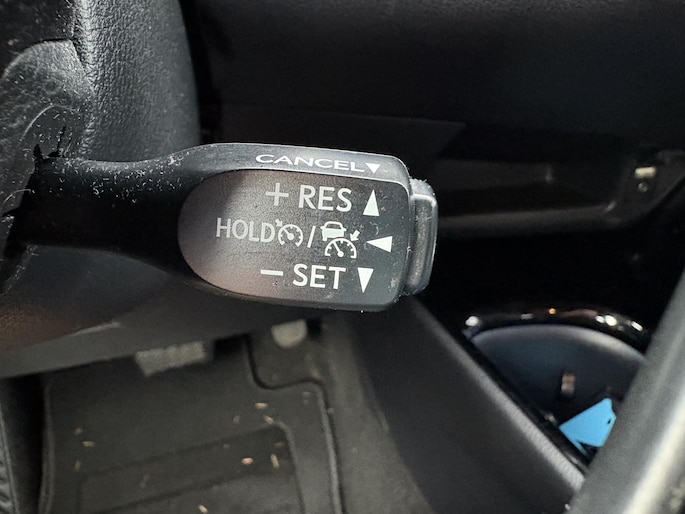 CANCEL
+ RES
HOLD /
− SET